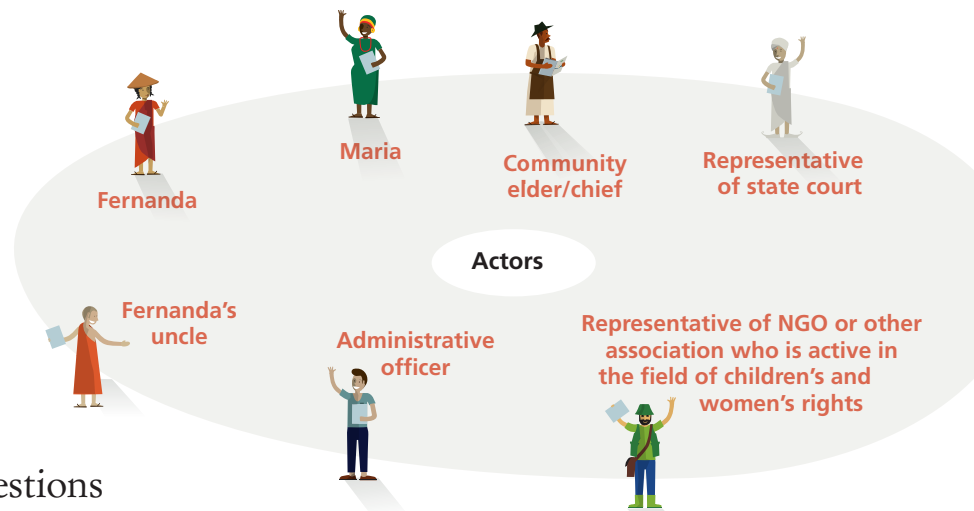 Maria
Community
elder/chief
Representative
of state court
Fernanda
Actors
Fernanda's
uncle
Administrative
officer
Representative of NGO or other
association who is active in
the field of children's and
women's rights
estions